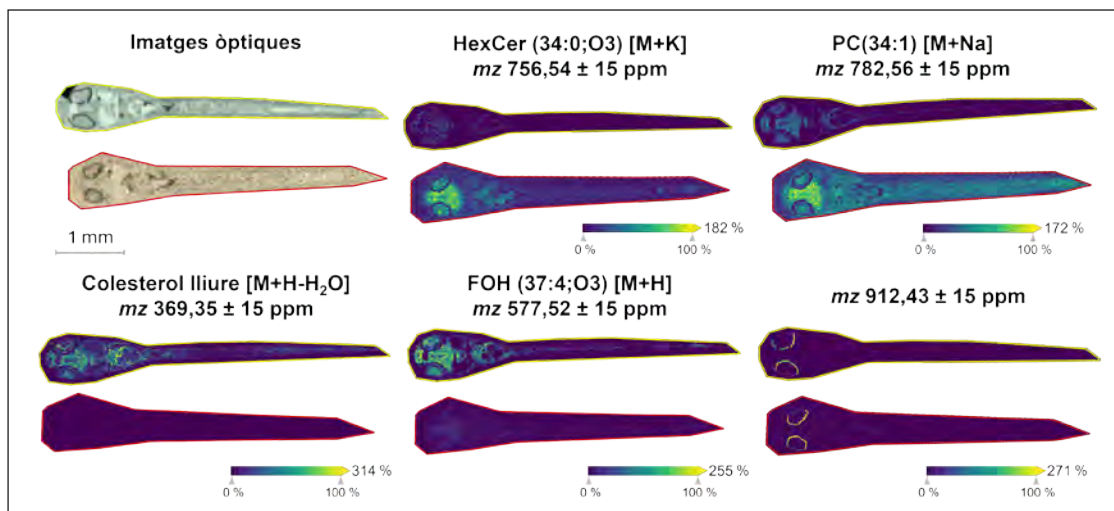 Imatges òptiques
HexCer (34:0;O3) [M+K]
mz 756,54 ± 15 ppm
PC(34:1) [M+Na]
mz 782,56 ± 15 ppm
1 mm
182 %
0 %
100 %
172 %
0 %
100 %
Colesterol lliure [M+H-H₂O]
mz 369,35 ± 15 ppm
FOH (37:4;O3) [M+H]
mz 577,52 ± 15 ppm
mz 912,43 ± 15 ppm
314 %
0 %
100 %
255 %
0 %
100 %
271 %
0 %
100 %